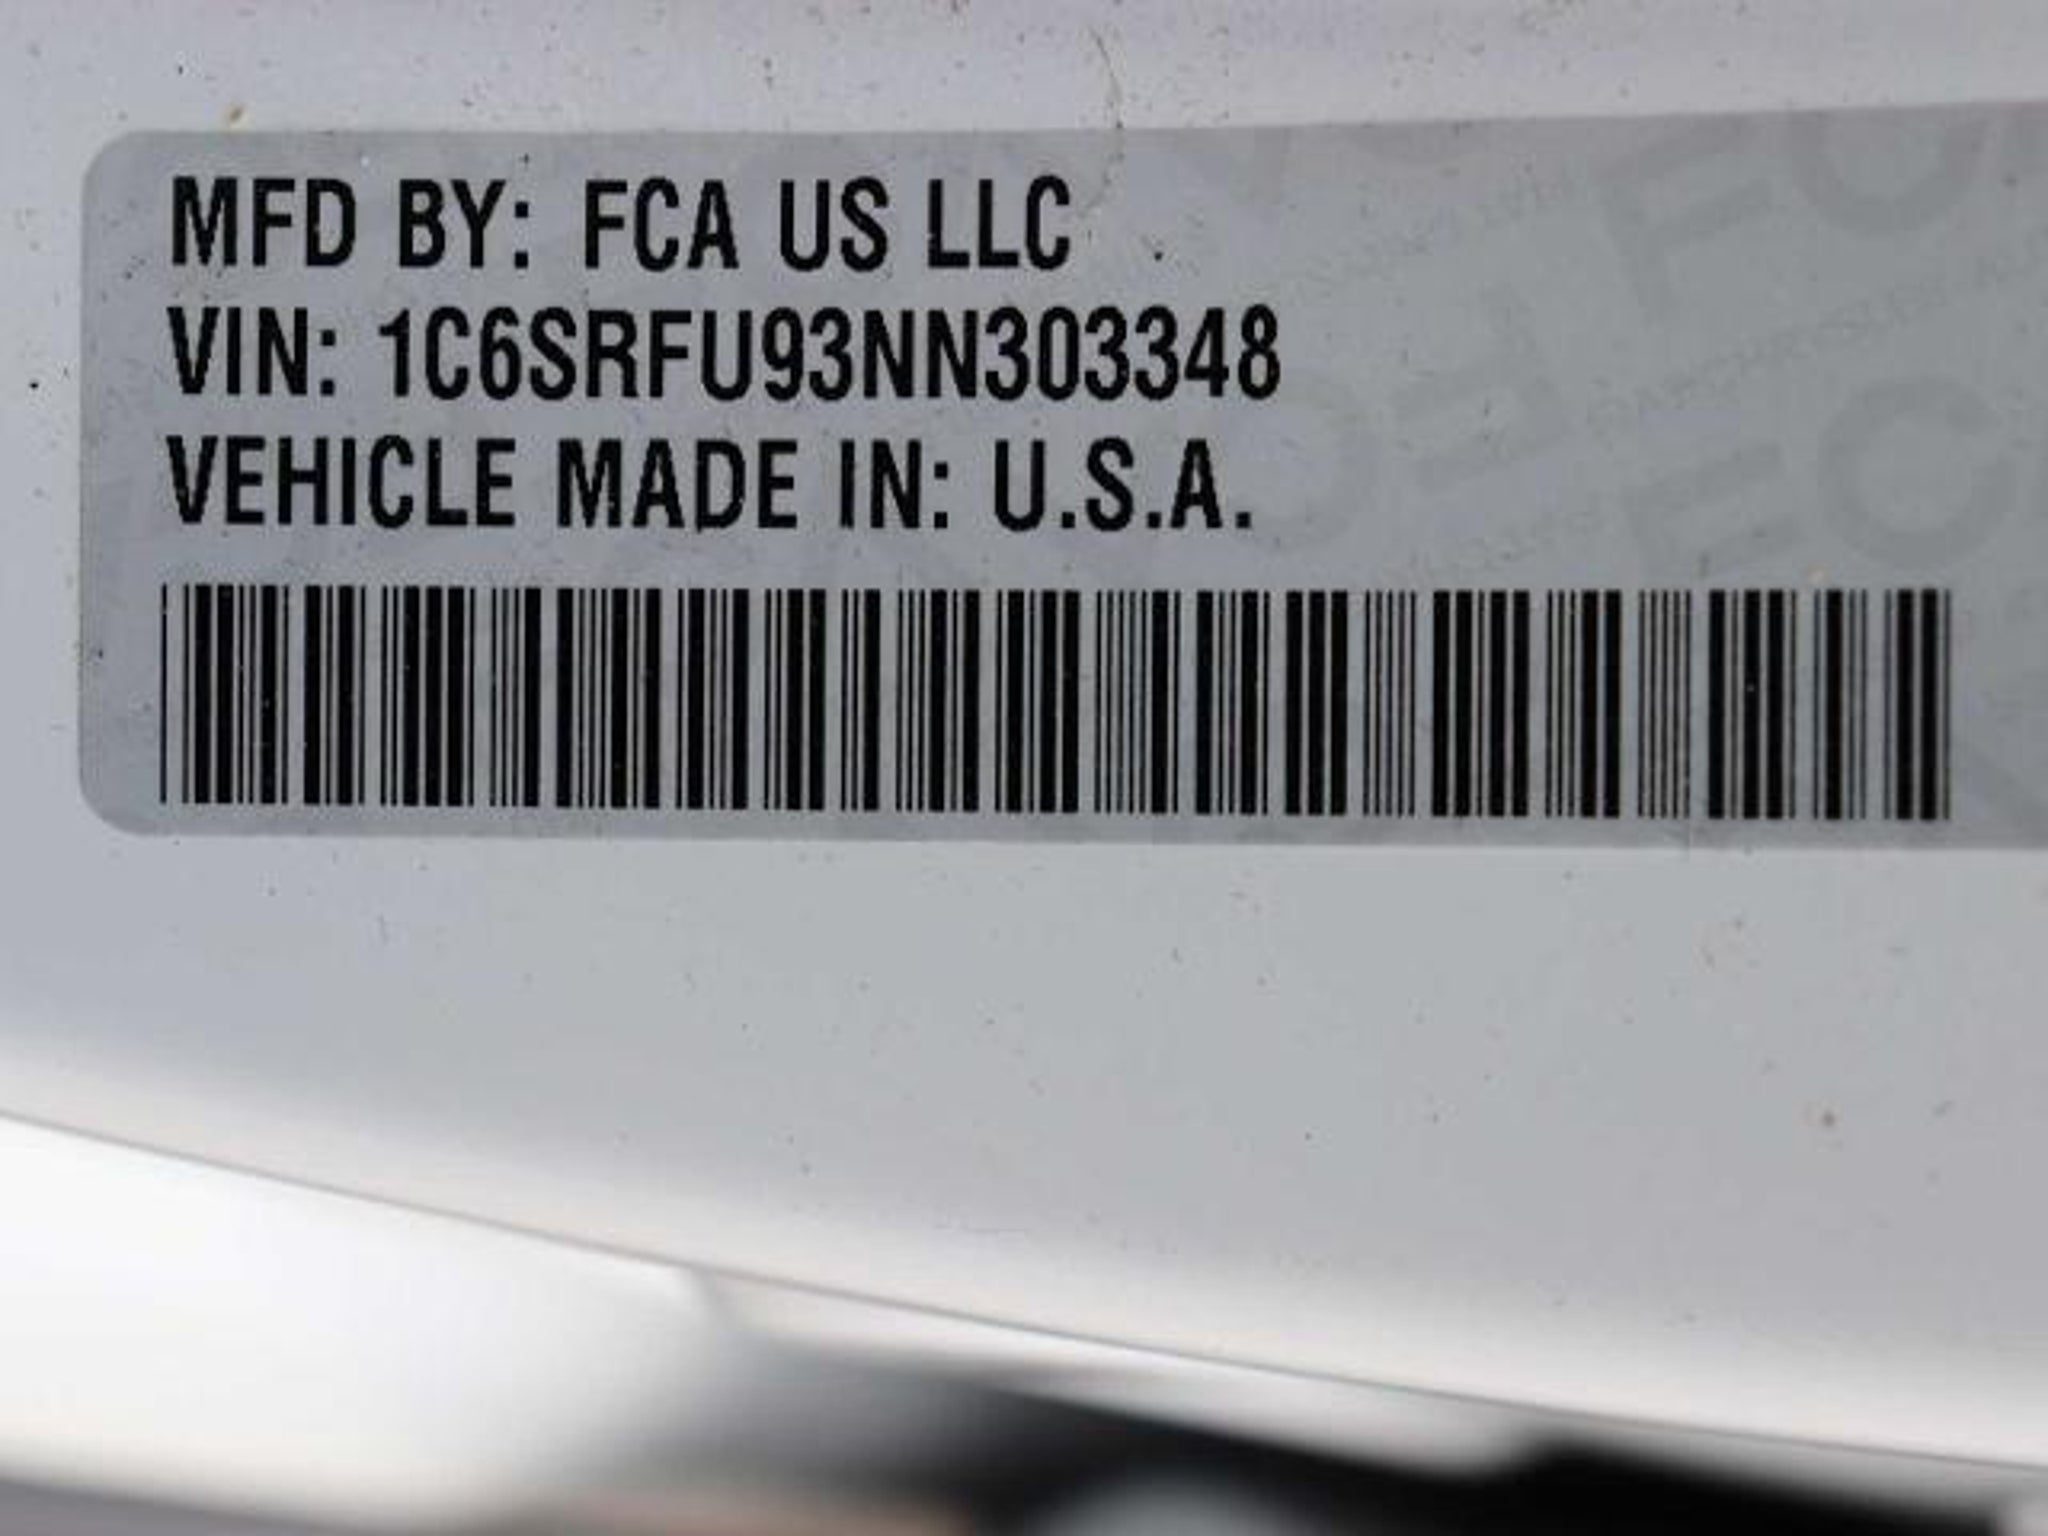 MFD BY: FCA US LLC
VIN: 1C6SRFU93NN303348
VEHICLE MADE IN: U.S.A.